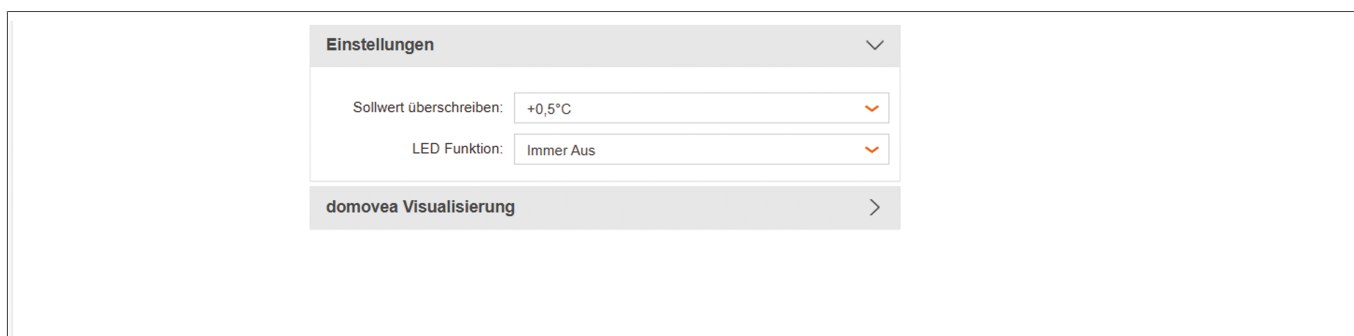 Einstellungen
Sollwert überschreiben: +0,5°C
LED Funktion: Immer Aus
domovea Visualisierung